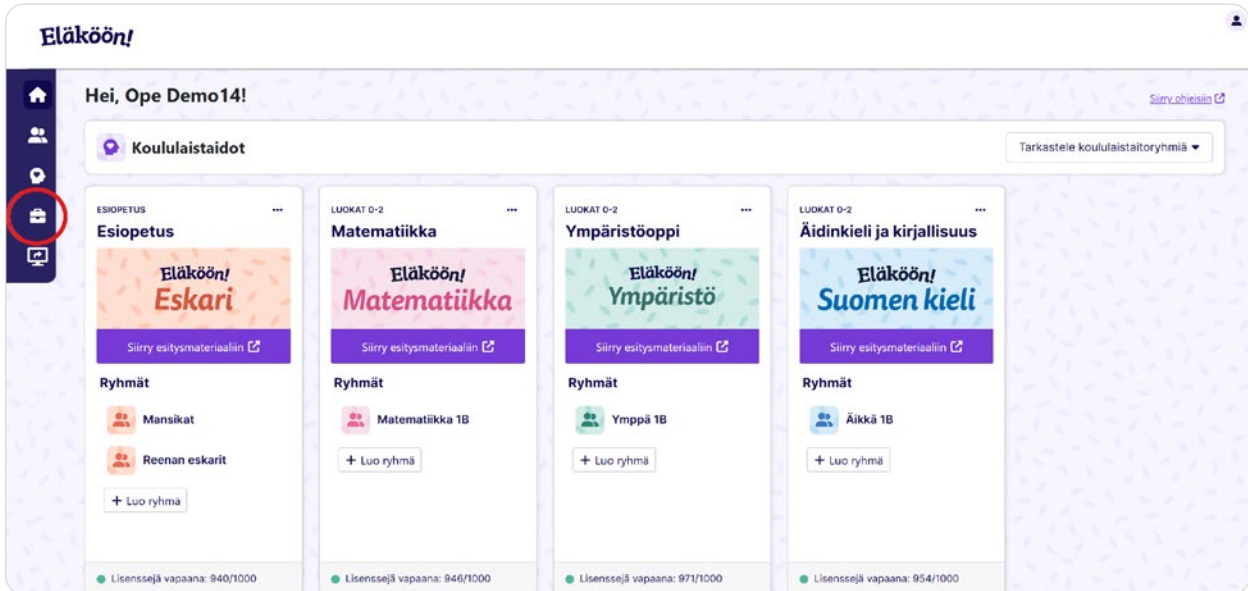 Eläköön!
Hei, Ope Demo14!
Siirry ohjeisiin
Koululaistaidot
Tarkastele koululaistaitoryhmiä
ESIOPETUS
Esiopetus
Eläköön!
Eskari
Siirry esitysmateriaaliin
Ryhmät
Mansikat
Reenan eskarit
+ Luo ryhmä
Lisenssejä vapaana: 940/1000
LUOKAT 0-2
Matematiikka
Eläköön!
Matematiikka
Siirry esitysmateriaaliin
Ryhmät
Matematiikka 1B
+ Luo ryhmä
Lisenssejä vapaana: 946/1000
LUOKAT 0-2
Ympäristöoppi
Eläköön!
Ympäristö
Siirry esitysmateriaaliin
Ryhmät
Ymppä 1B
+ Luo ryhmä
Lisenssejä vapaana: 971/1000
LUOKAT 0-2
Äidinkieli ja kirjallisuus
Eläköön!
Suomen kieli
Siirry esitysmateriaaliin
Ryhmät
Äikkä 1B
+ Luo ryhmä
Lisenssejä vapaana: 954/1000